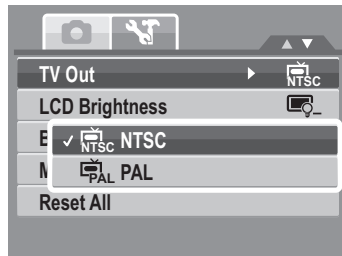 TV Out NTSC
LCD Brightness
E
NTSC NTSC
M
PAL PAL
Reset All